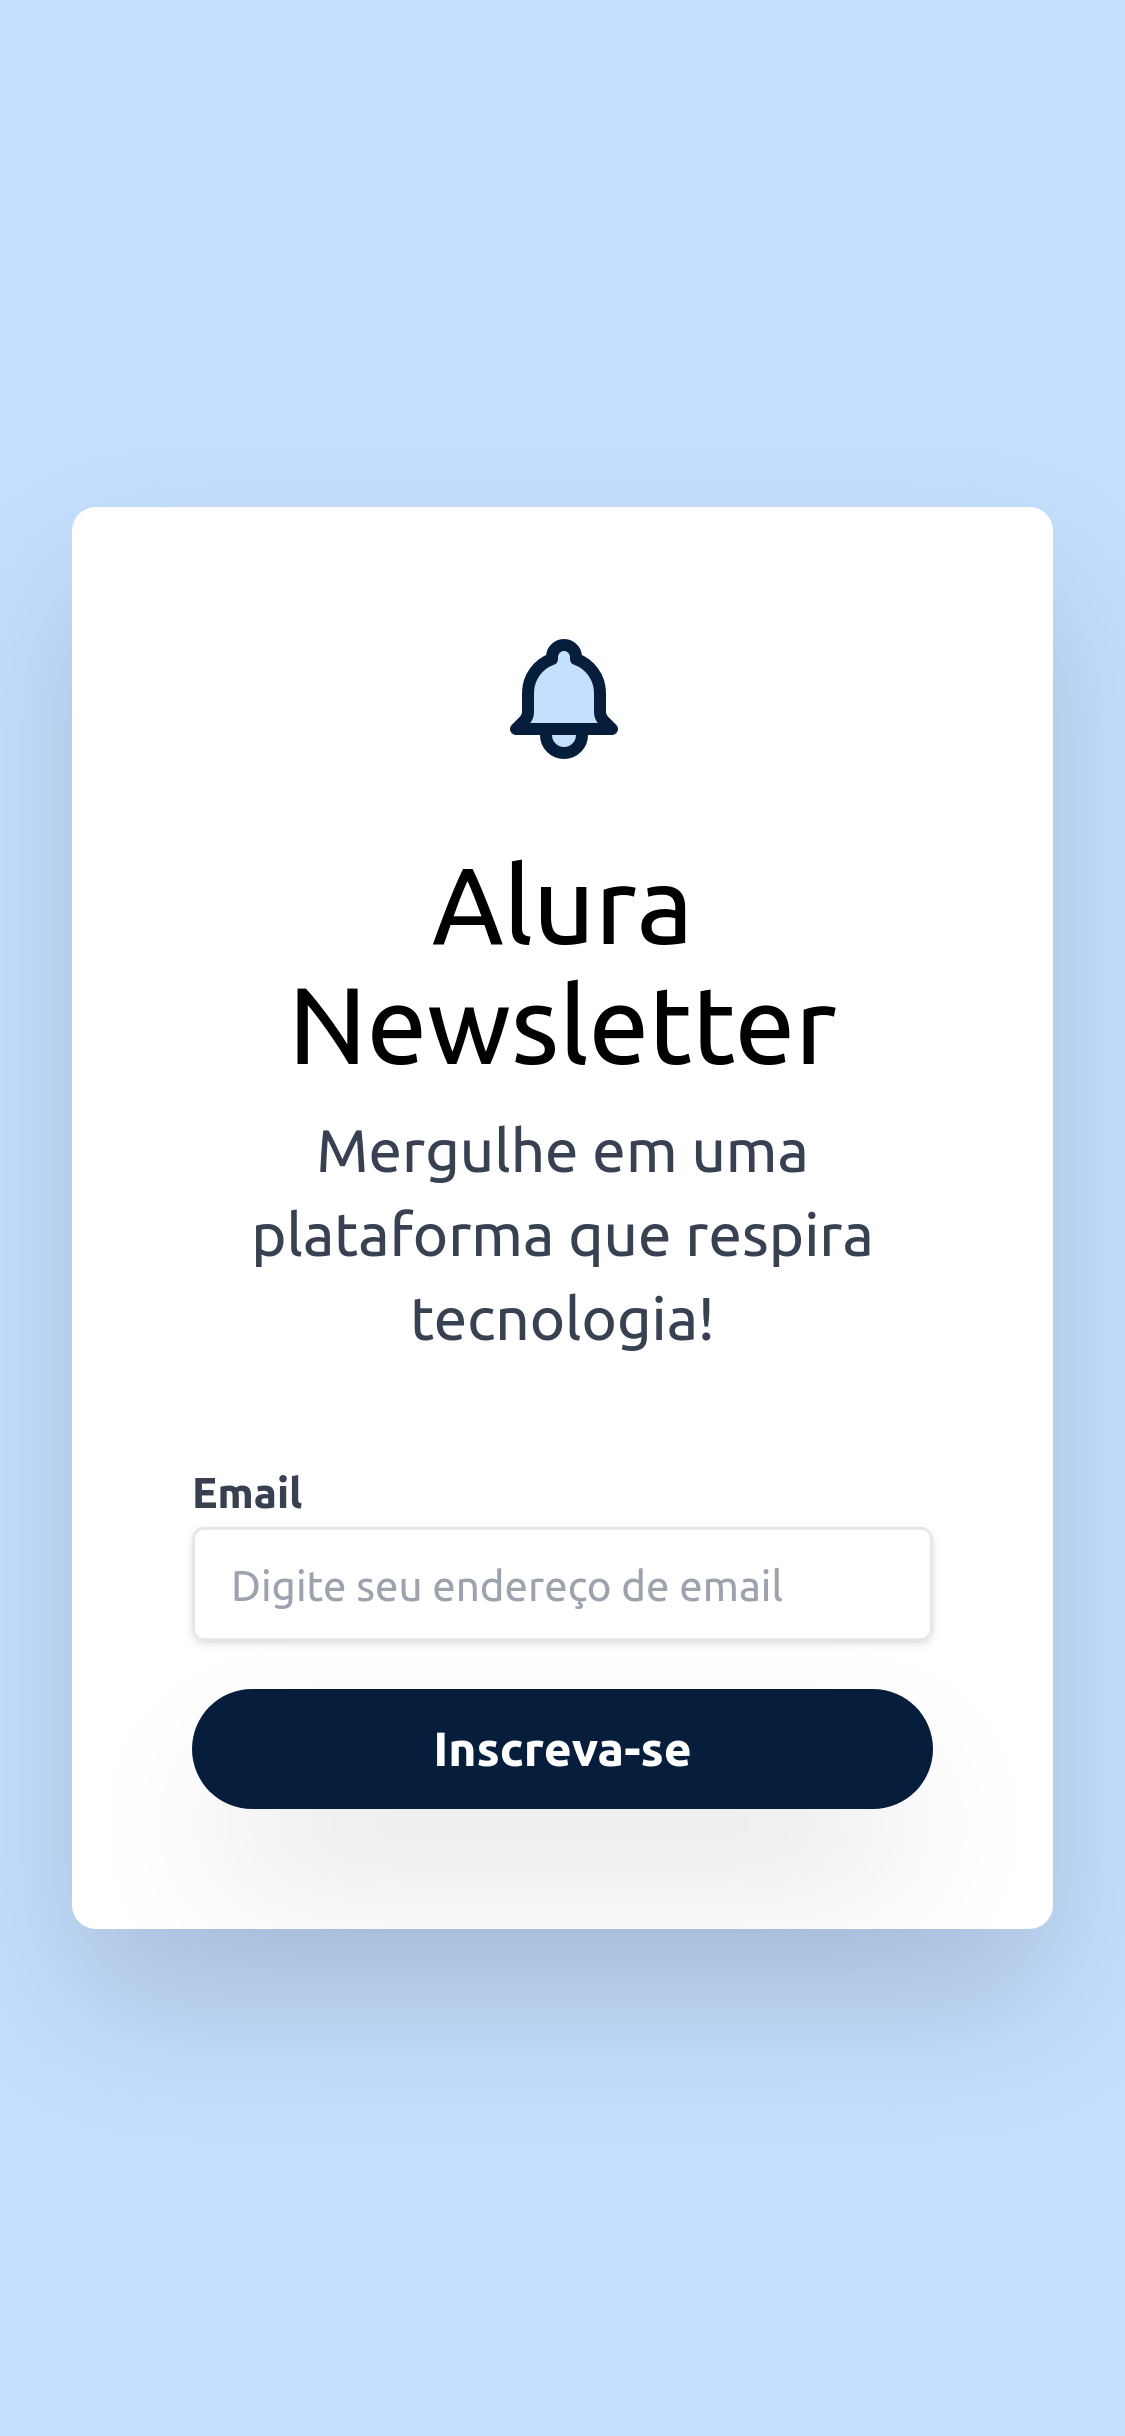 Alura
Newsletter
Mergulhe em uma
plataforma que respira
tecnologia!
Email
Digite seu endereço de email
Inscreva-se